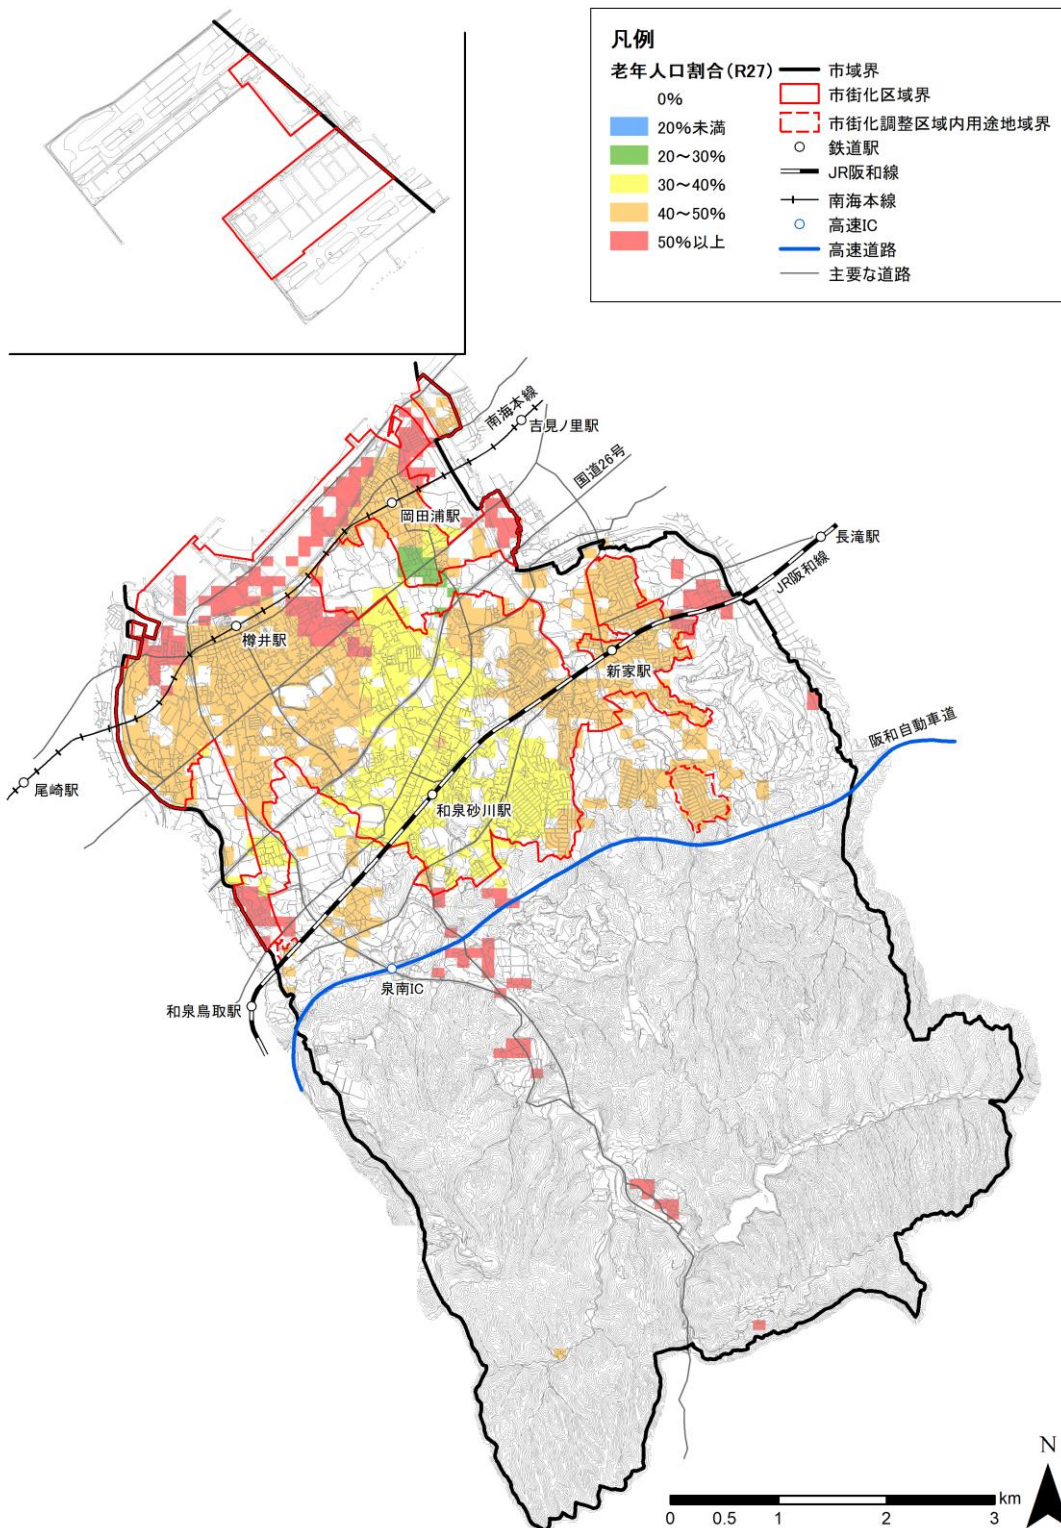 凡例
老年人口割合(R27)
0%
20%未満
20～30%
30～40%
40～50%
50%以上
市域界
市街化区域界
市街化調整区域内用途地域界
鉄道駅
JR阪和線
南海本線
高速IC
高速道路
主要な道路
南海本線
吉見ノ里駅
国道26号
岡田浦駅
長滝駅
JR阪和線
樽井駅
新家駅
阪和自動車道
尾崎駅
和泉砂川駅
泉南IC
和泉鳥取駅
N
km
0 0.5 1 2 3